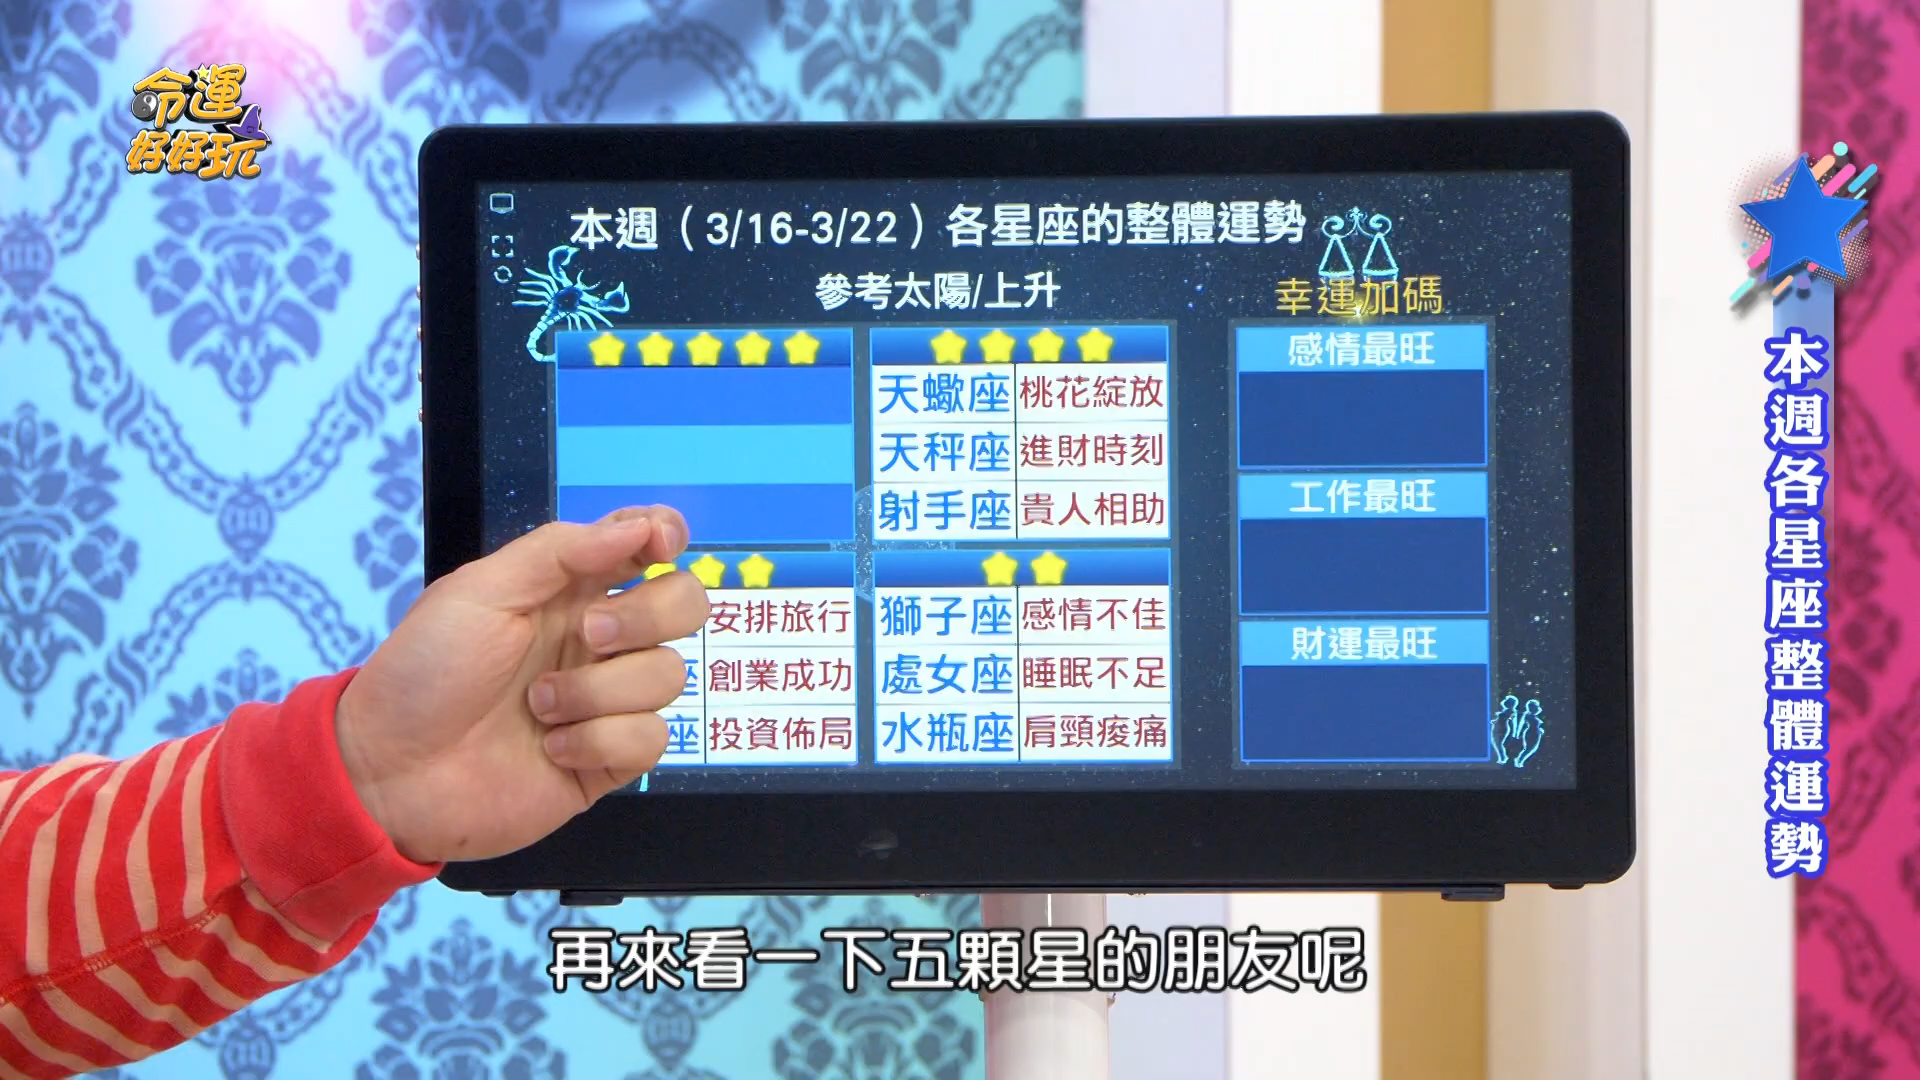 命運
好好玩
本週（3/16-3/22）各星座的整體運勢
參考太陽/上升
幸運加碼
天蠍座 桃花綻放
天秤座 進財時刻
射手座 貴人相助
安排旅行
座 創業成功
座 投資佈局
獅子座 感情不佳
處女座 睡眠不足
水瓶座 肩頸痠痛
感情最旺
工作最旺
財運最旺
本週各星座整體運勢
再來看一下五顆星的朋友呢